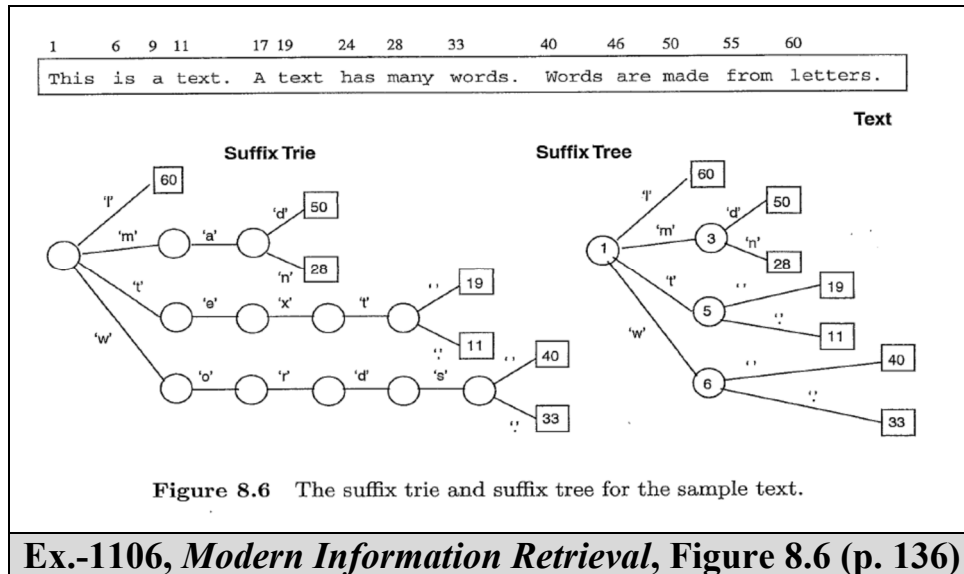 1 6 9 11 17 19 24 28 33 40 46 50 55 60
This is a text. A text has many words. Words are made from letters.
Text
Suffix Trie
Suffix Tree
'l' 60
'd' 50
'm' 'a'
'n' 28
't' 'e' 'x' 't' ' ' 19
'.' 11
'w' 'o' 'r' 'd' 's' ' ' 40
'.' 33
1
'l' 60
'm' 3 'd' 50
'n' 28
't' 5 ' ' 19
'.' 11
'w' 6 ' ' 40
'.' 33
Figure 8.6 The suffix trie and suffix tree for the sample text.
Ex.-1106, Modern Information Retrieval, Figure 8.6 (p. 136)